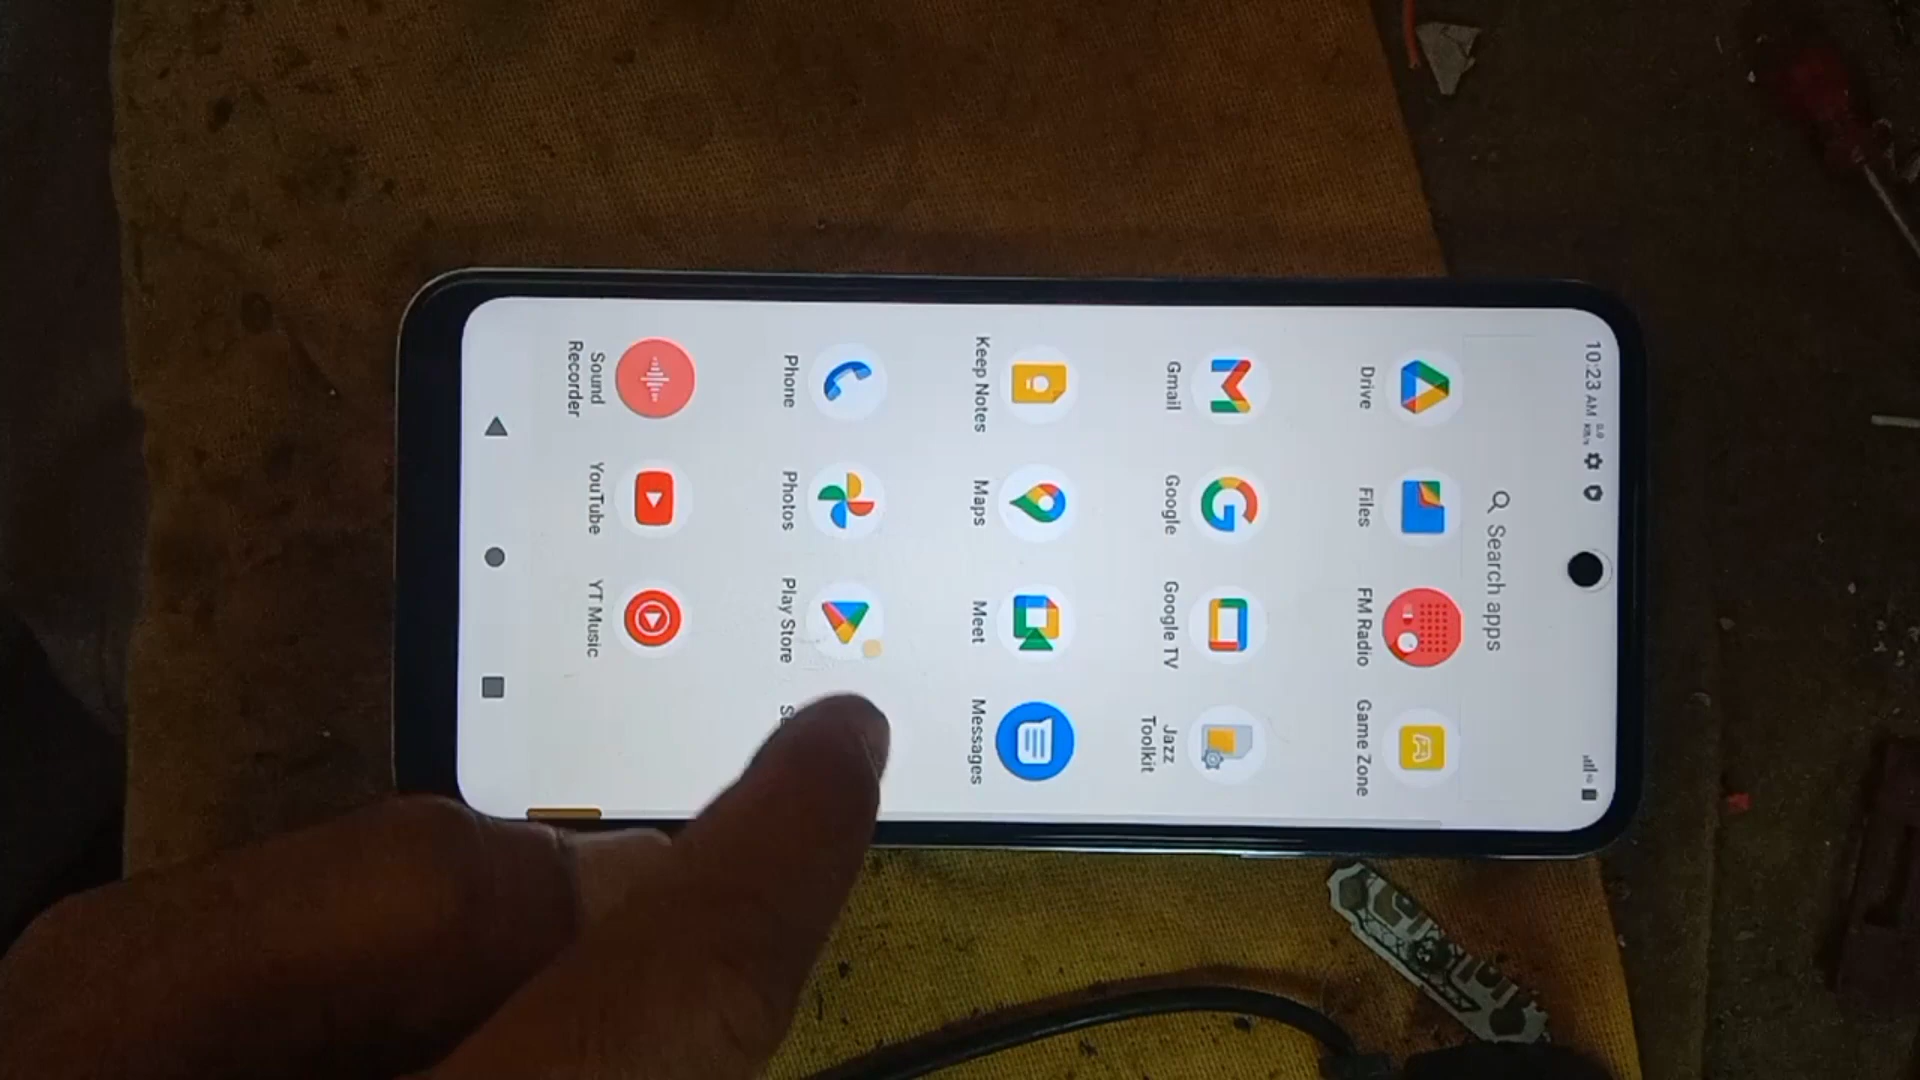 10:23 AM
Search apps
Drive
Files
FM Radio
Game Zone
Gmail
Google
Google TV
Jazz
Toolkit
Keep Notes
Maps
Meet
Messages
Phone
Photos
Play Store
Sound
Recorder
YouTube
YT Music